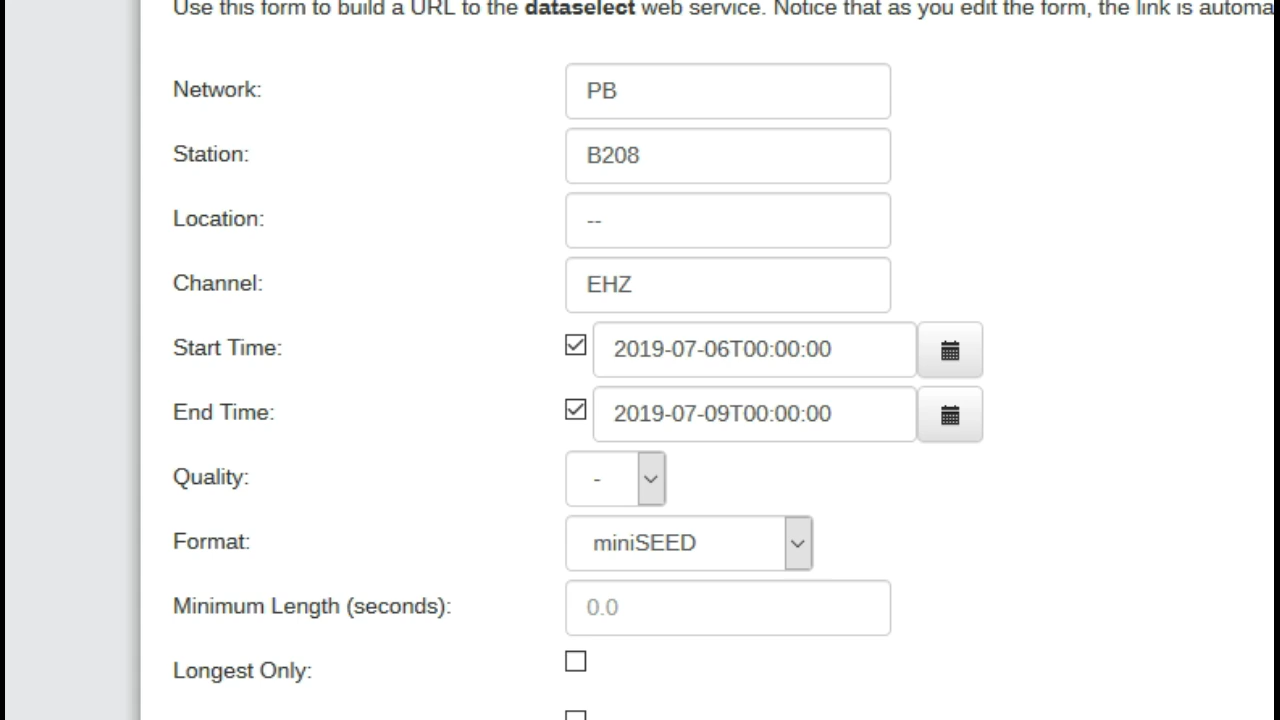 Use this form to build a URL to the dataselect web service. Notice that as you edit the form, the link is automa
Network: PB
Station: B208
Location: --
Channel: EHZ
Start Time: 2019-07-06T00:00:00
End Time: 2019-07-09T00:00:00
Quality: -
Format: miniSEED
Minimum Length (seconds): 0.0
Longest Only: